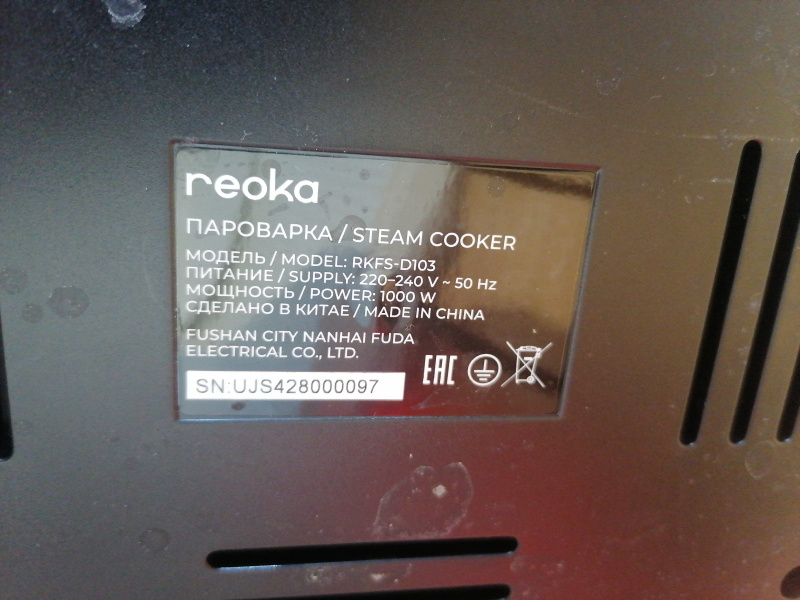 reoka
ПАРОВАРКА / STEAM COOKER
МОДЕЛЬ / MODEL: RKFS-D103
ПИТАНИЕ / SUPPLY: 220-240 V ~ 50 Hz
МОЩНОСТЬ / POWER: 1000 W
СДЕЛАНО В КИТАЕ / MADE IN CHINA
FUSHAN CITY NANHAI FUDA
ELECTRICAL CO., LTD.
EAC
SN:UJS428000097